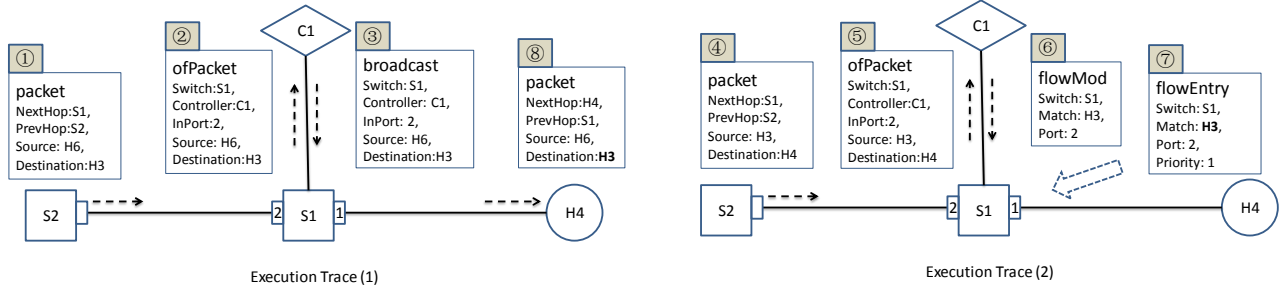 ①
packet
NextHop:S1,
PrevHop:S2,
Source: H6,
Destination:H3
②
ofPacket
Switch:S1,
Controller:C1,
InPort:2,
Source: H6,
Destination:H3
C1
③
broadcast
Switch:S1,
Controller: C1,
InPort: 2,
Source: H6,
Destination:H3
⑧
packet
NextHop:H4,
PrevHop:S1,
Source: H6,
Destination:H3
S2
2
S1
1
H4
Execution Trace (1)
④
packet
NextHop:S1,
PrevHop:S2,
Source: H3,
Destination:H4
⑤
ofPacket
Switch:S1,
Controller:C1,
InPort:2,
Source: H3,
Destination:H4
C1
⑥
flowMod
Switch: S1,
Match: H3,
Port: 2
⑦
flowEntry
Switch: S1,
Match: H3,
Port: 2,
Priority: 1
S2
2
S1
1
H4
Execution Trace (2)